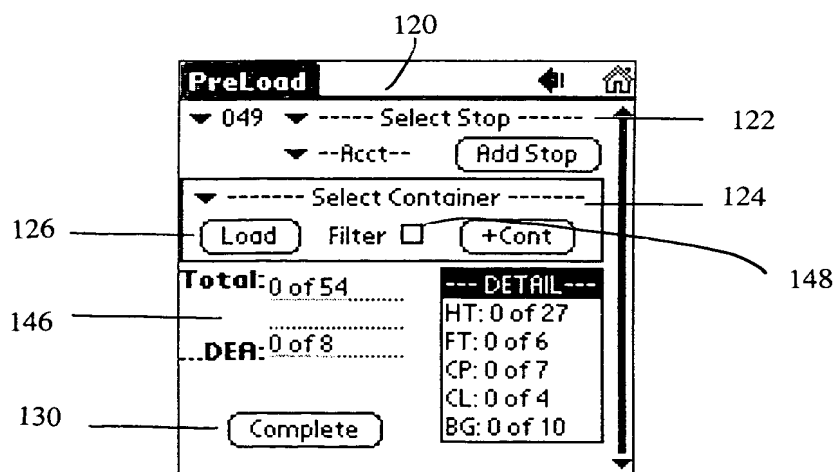 120
PreLoad
049 ----- Select Stop -----
122
--Acct-- Add Stop
------- Select Container ------
124
126
Load Filter +Cont
148
Total: 0 of 54
--- DETAIL---
HT: 0 of 27
146
...DEA: 0 of 8
FT: 0 of 6
CP: 0 of 7
CL: 0 of 4
130
Complete
BG: 0 of 10